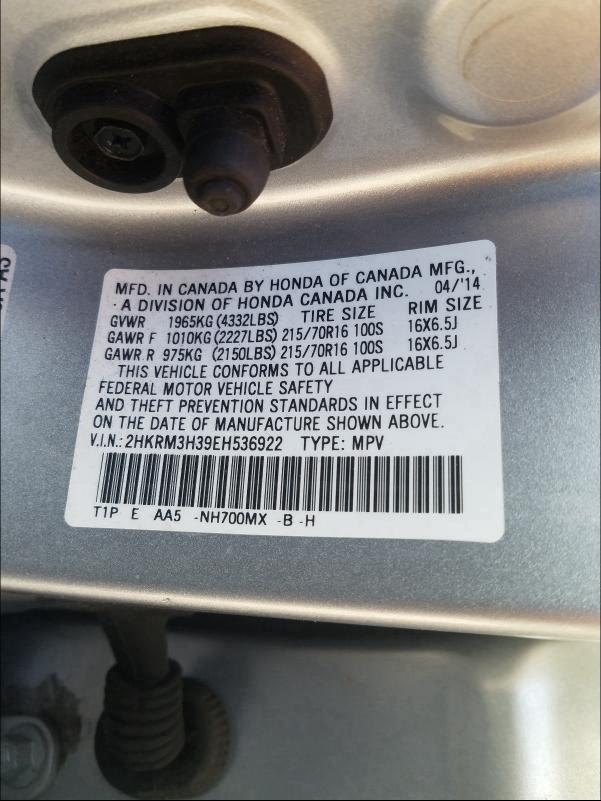 MFD. IN CANADA BY HONDA OF CANADA MFG.,
A DIVISION OF HONDA CANADA INC. 04/'14
GVWR 1965KG (4332LBS) TIRE SIZE RIM SIZE
GAWR F 1010KG (2227LBS) 215/70R16 100S 16X6.5J
GAWR R 975KG (2150LBS) 215/70R16 100S 16X6.5J
THIS VEHICLE CONFORMS TO ALL APPLICABLE
FEDERAL MOTOR VEHICLE SAFETY
AND THEFT PREVENTION STANDARDS IN EFFECT
ON THE DATE OF MANUFACTURE SHOWN ABOVE.
V.I.N.: 2HKRM3H39EH536922 TYPE: MPV
T1P E AA5 -NH700MX -B -H